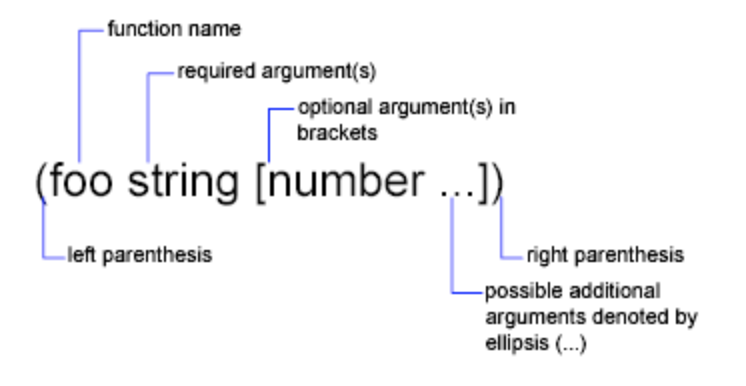 function name
required argument(s)
optional argument(s) in
brackets
(foo string [number ...])
left parenthesis
right parenthesis
possible additional
arguments denoted by
ellipsis (...)